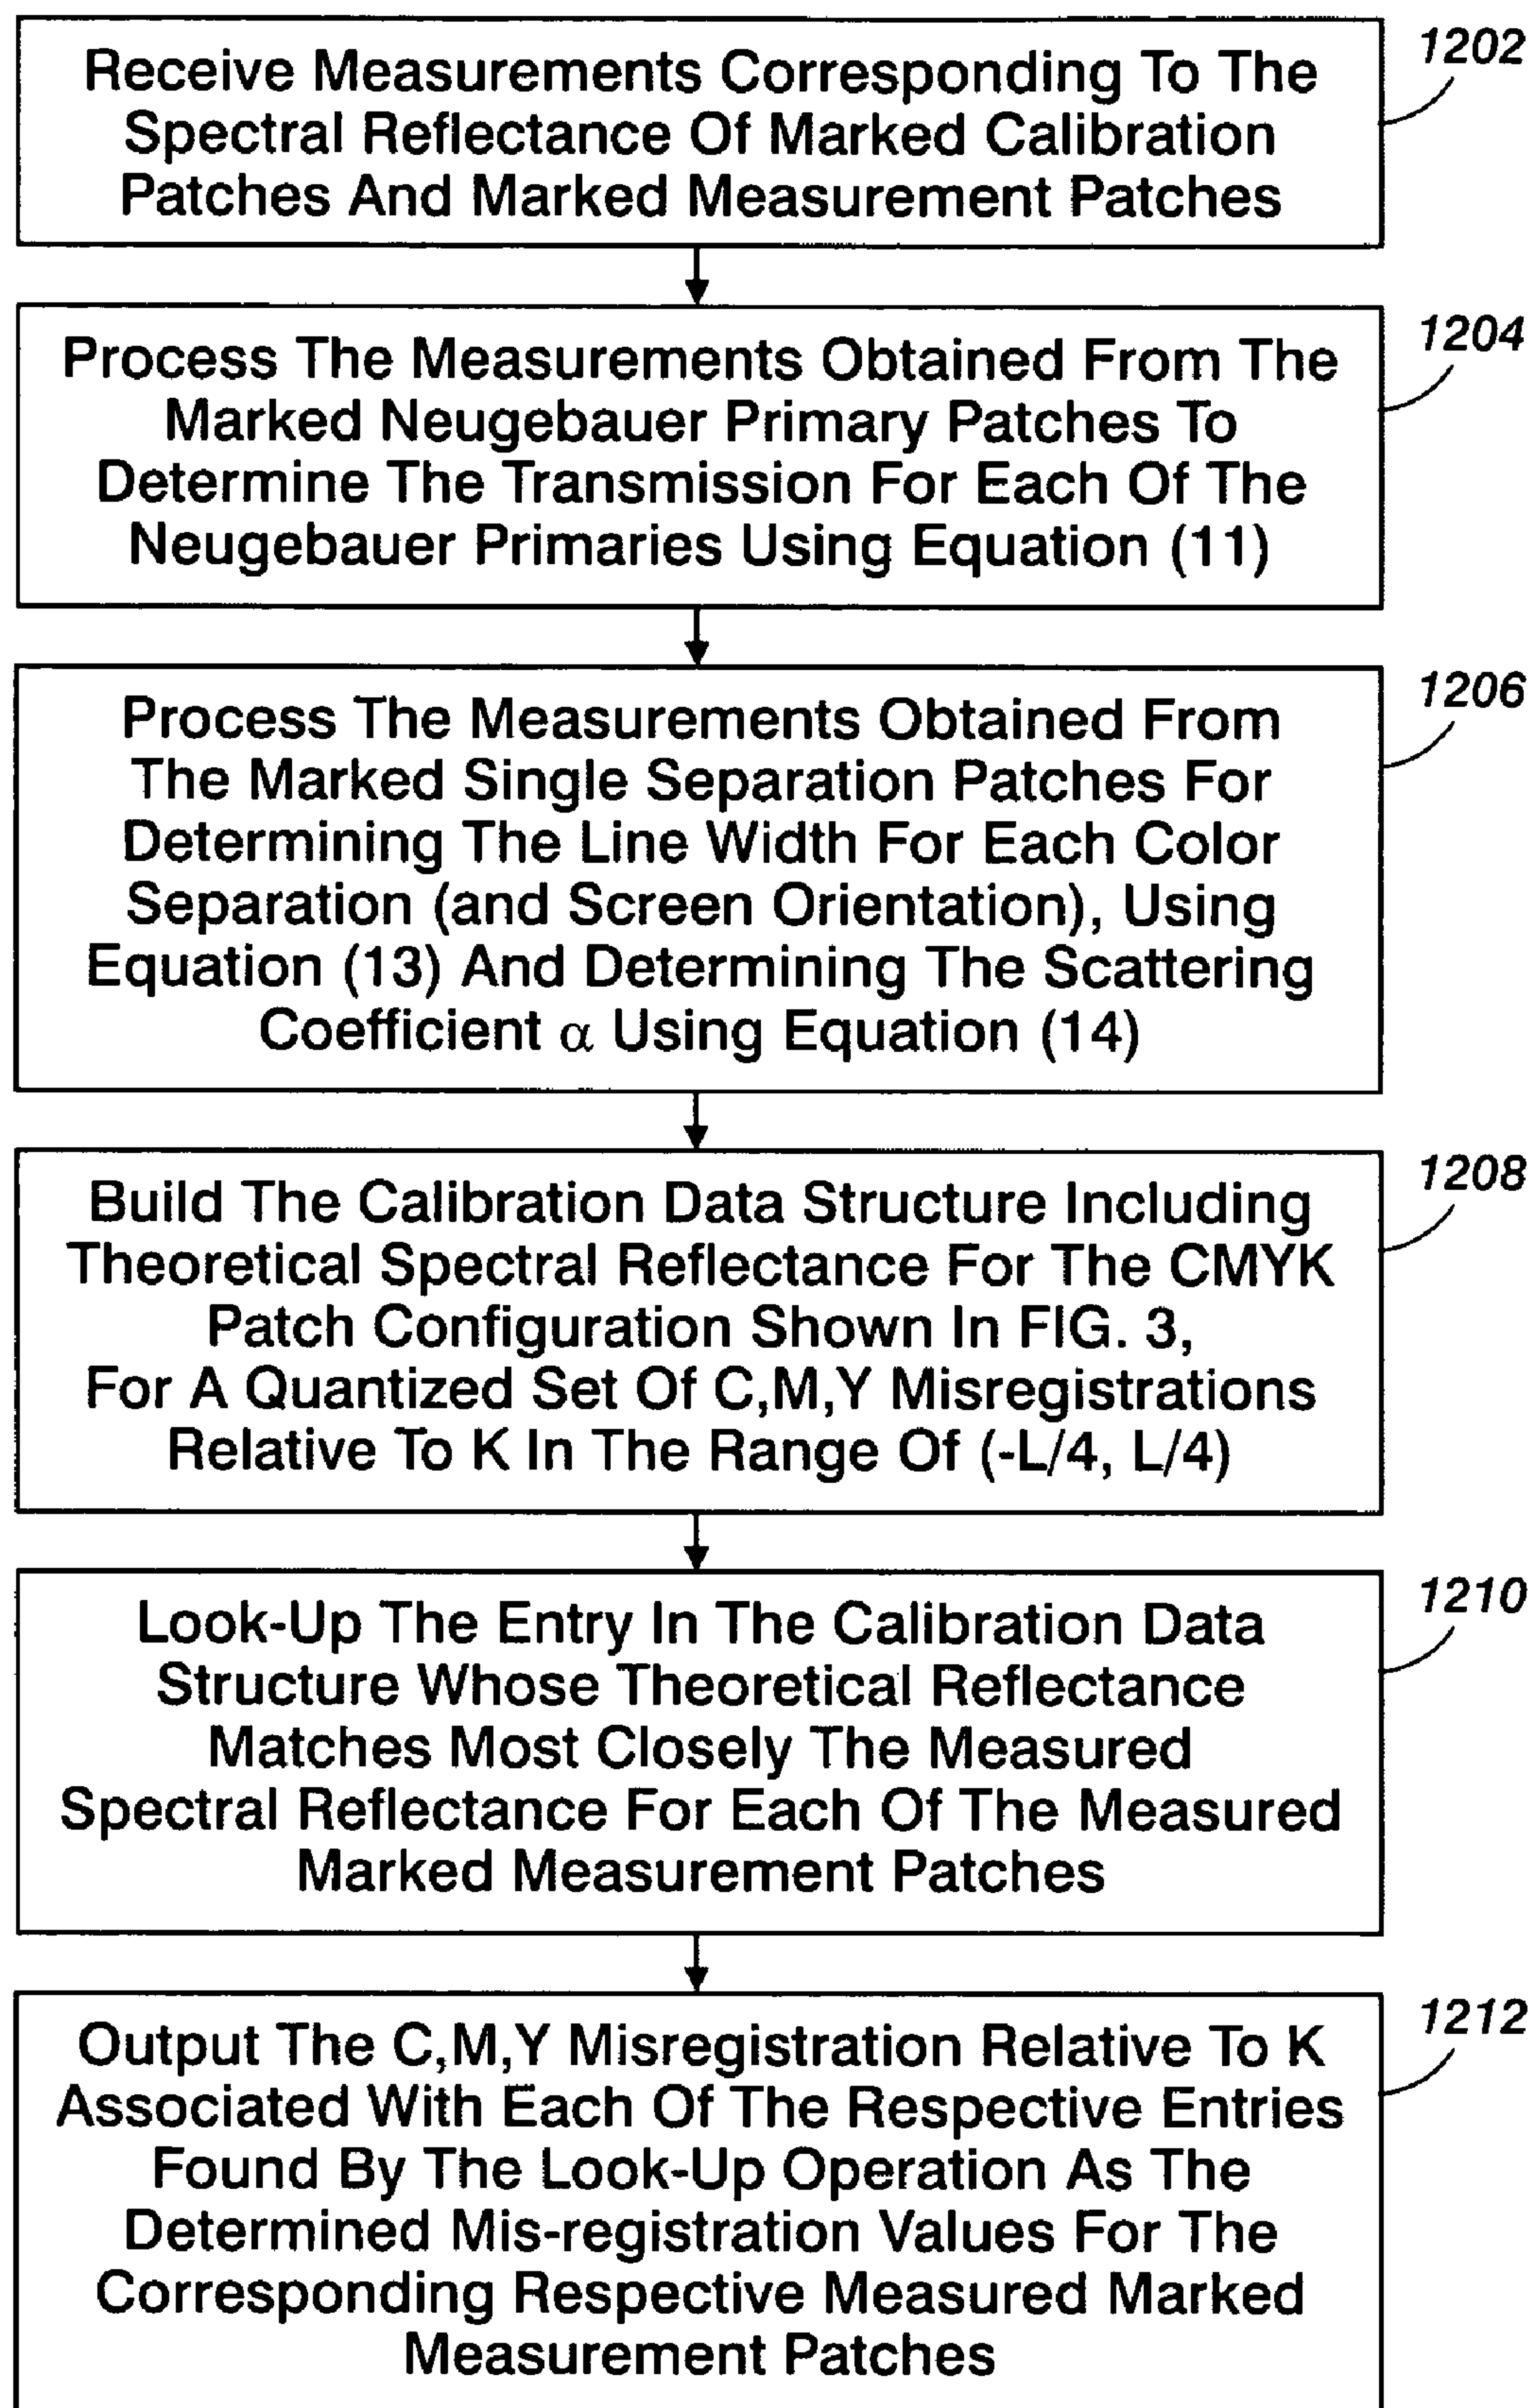 1202
Receive Measurements Corresponding To The
Spectral Reflectance Of Marked Calibration
Patches And Marked Measurement Patches
1204
Process The Measurements Obtained From The
Marked Neugebauer Primary Patches To
Determine The Transmission For Each Of The
Neugebauer Primaries Using Equation (11)
1206
Process The Measurements Obtained From
The Marked Single Separation Patches For
Determining The Line Width For Each Color
Separation (and Screen Orientation), Using
Equation (13) And Determining The Scattering
Coefficient α Using Equation (14)
1208
Build The Calibration Data Structure Including
Theoretical Spectral Reflectance For The CMYK
Patch Configuration Shown In FIG. 3,
For A Quantized Set Of C,M,Y Misregistrations
Relative To K In The Range Of (-L/4, L/4)
1210
Look-Up The Entry In The Calibration Data
Structure Whose Theoretical Reflectance
Matches Most Closely The Measured
Spectral Reflectance For Each Of The Measured
Marked Measurement Patches
1212
Output The C,M,Y Misregistration Relative To K
Associated With Each Of The Respective Entries
Found By The Look-Up Operation As The
Determined Mis-registration Values For The
Corresponding Respective Measured Marked
Measurement Patches